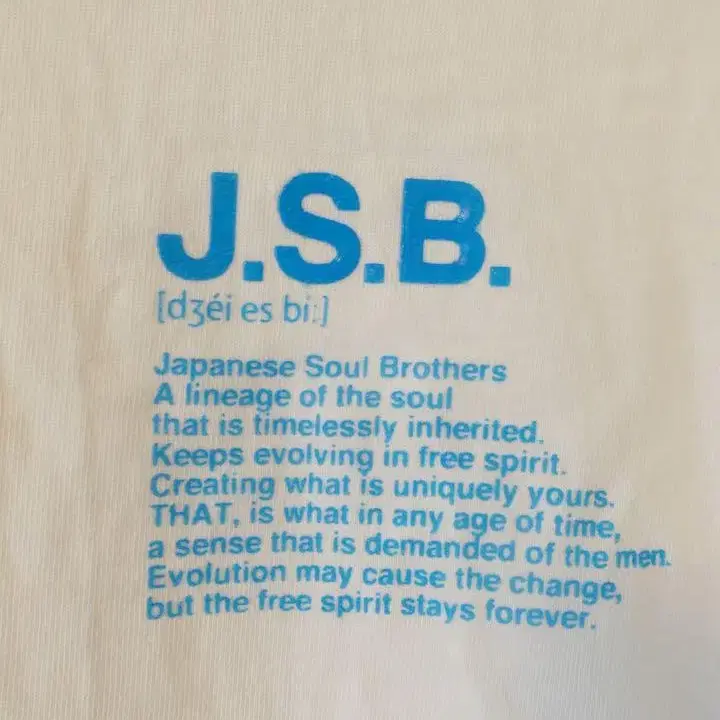 J.S.B.
[dʒéi es bi:]
Japanese Soul Brothers
A lineage of the soul
that is timelessly inherited.
Keeps evolving in free spirit.
Creating what is uniquely yours.
THAT, is what in any age of time,
a sense that is demanded of the men.
Evolution may cause the change,
but the free spirit stays forever.